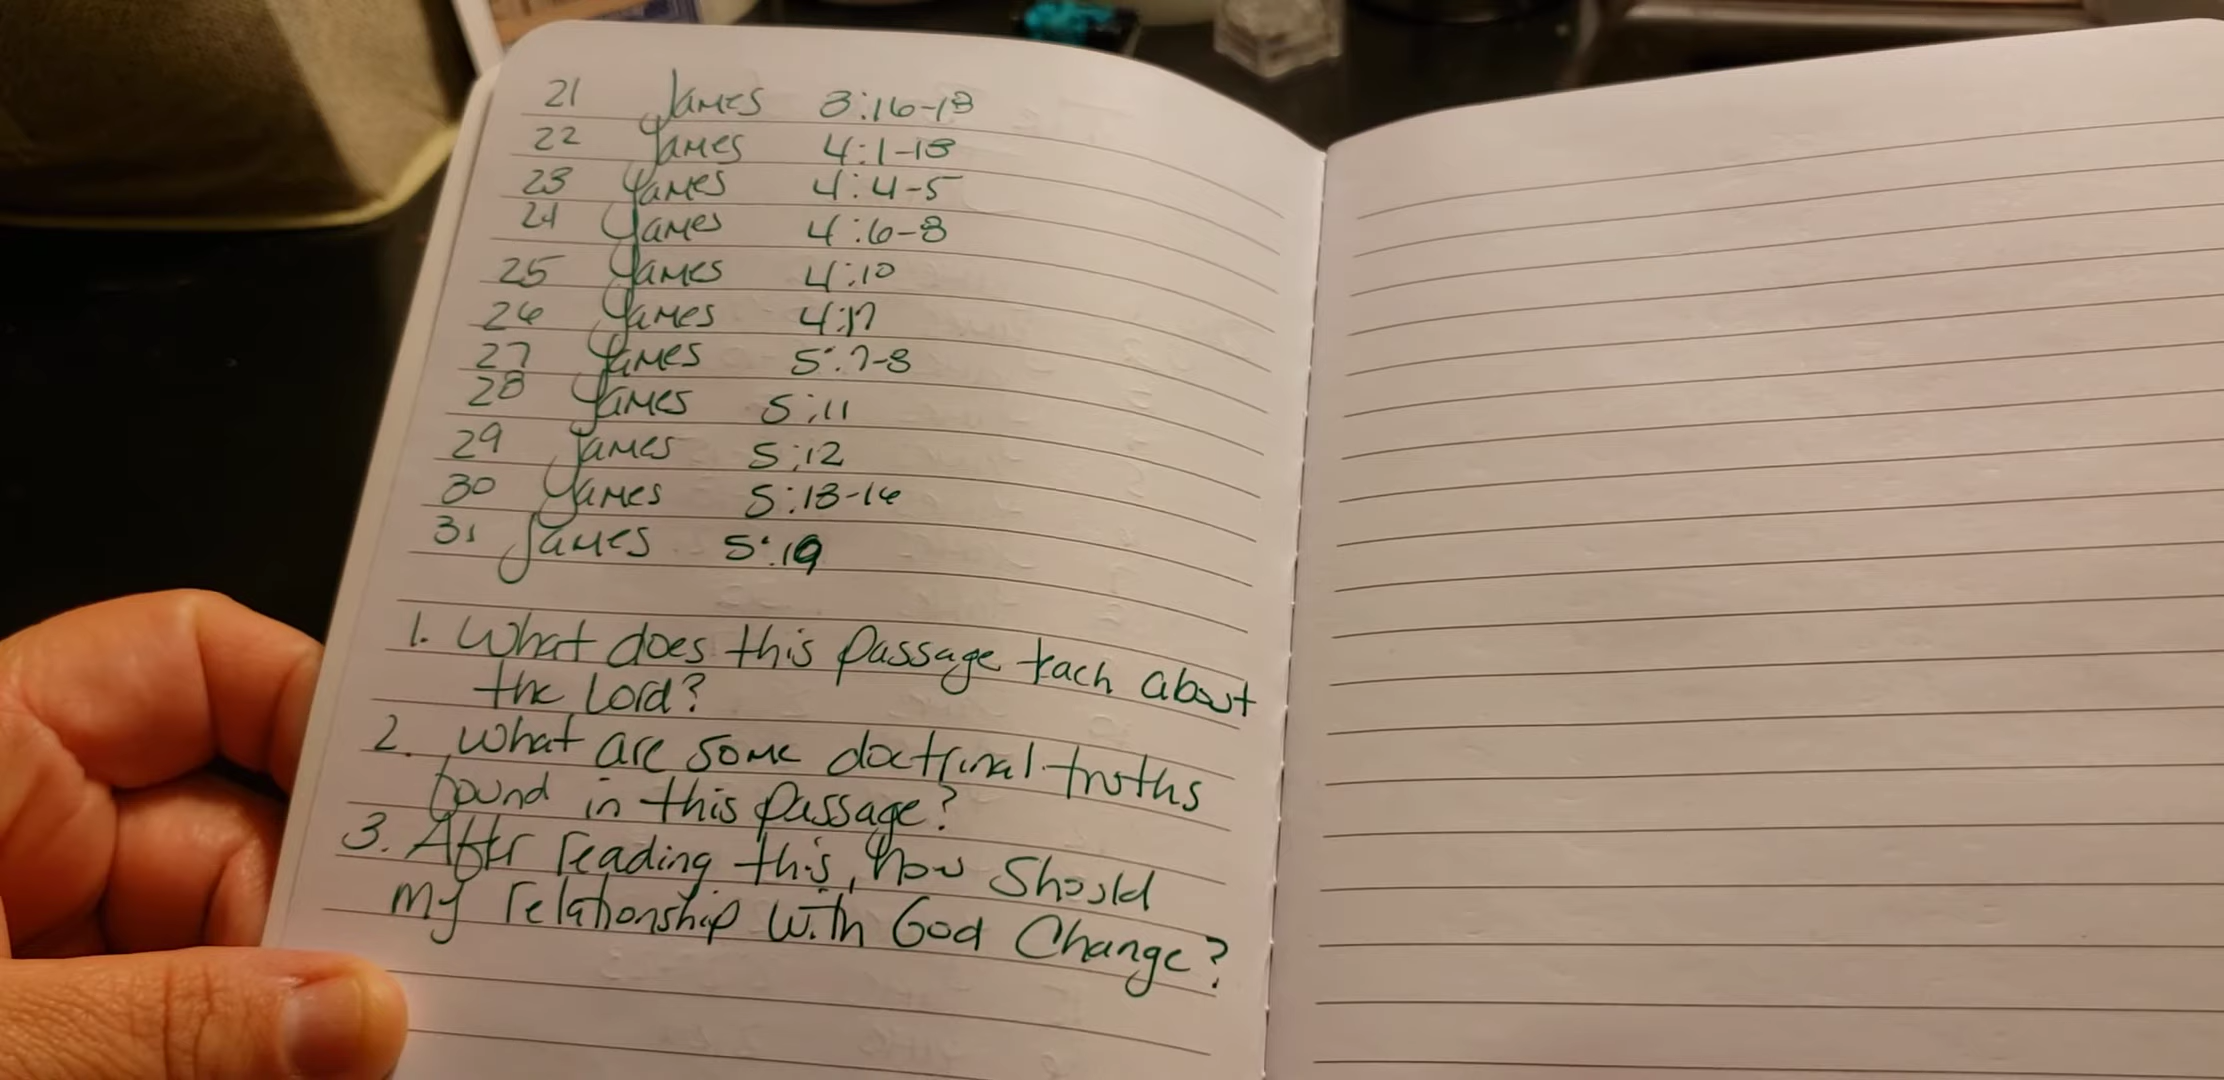 21 James 3:16-18
22 James 4:1-13
23 James 4:4-5
24 James 4:6-8
25 James 4:10
26 James 4:17
27 James 5:7-8
28 James 5:11
29 James 5:12
30 James 5:13-16
31 James 5:19
1. What does this passage teach about
the Lord?
2. what are some doctrinal truths
found in this passage?
3. After reading this, how should
my relationship with God Change?